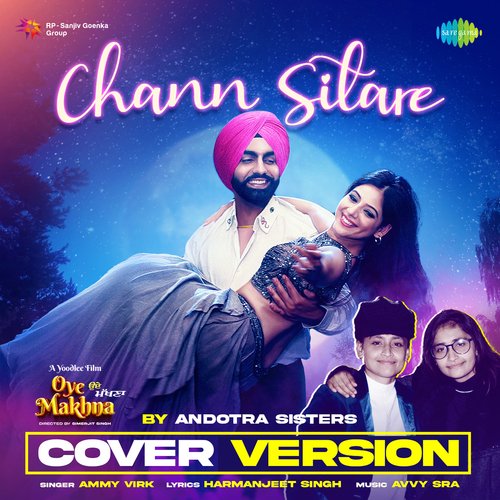 RP - Sanjiv Goenka
Group
saregama
Chann Sitare
A Yoodlee Film
Oye ਓਏ
Makhna ਮੱਖਣਾ
DIRECTED BY SIMERJIT SINGH
BY ANDOTRA SISTERS
COVER VERSION
SINGER AMMY VIRK LYRICS HARMANJEET SINGH MUSIC AVVY SRA